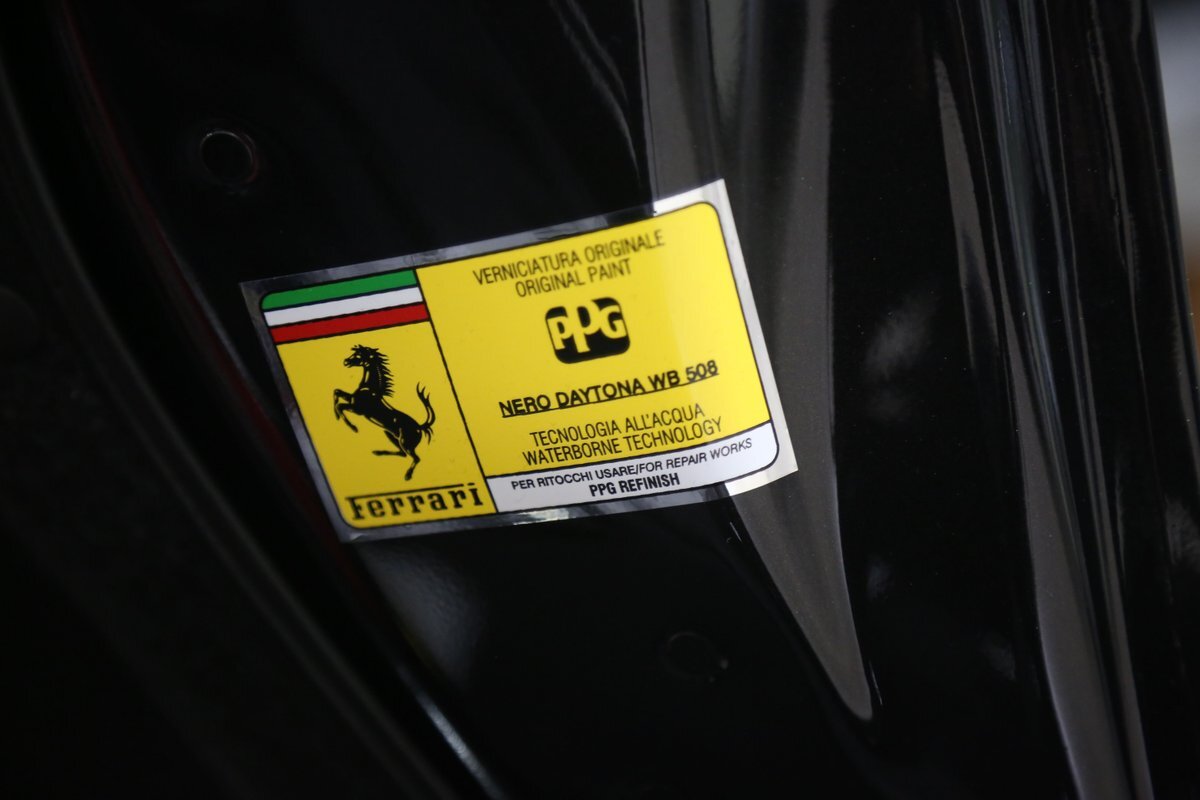 VERNICIATURA ORIGINALE
ORIGINAL PAINT
PPG
NERO DAYTONA WB 508
TECNOLOGIA ALL'ACQUA
WATERBORNE TECHNOLOGY
PER RITOCCHI USARE/FOR REPAIR WORKS
PPG REFINISH
Ferrari